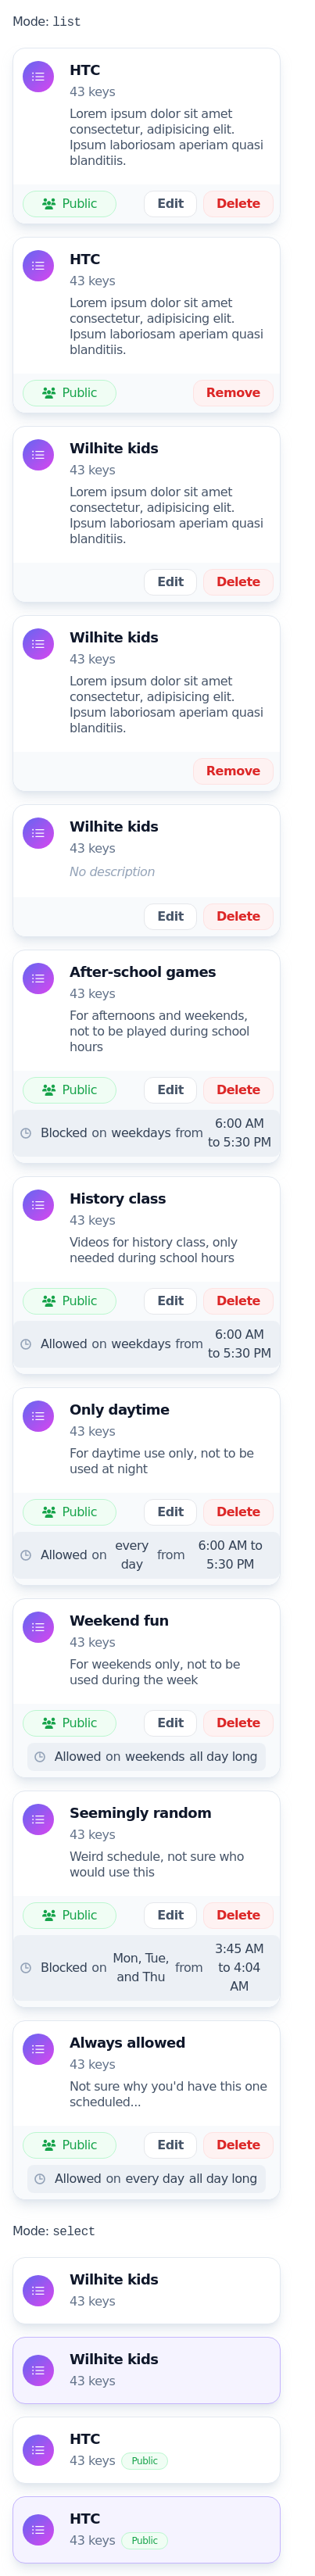 Mode: list
HTC
43 keys
Lorem ipsum dolor sit amet
consectetur, adipisicing elit.
Ipsum laboriosam aperiam quasi
blanditiis.
Public Edit Delete
HTC
43 keys
Lorem ipsum dolor sit amet
consectetur, adipisicing elit.
Ipsum laboriosam aperiam quasi
blanditiis.
Public Remove
Wilhite kids
43 keys
Lorem ipsum dolor sit amet
consectetur, adipisicing elit.
Ipsum laboriosam aperiam quasi
blanditiis.
Edit Delete
Wilhite kids
43 keys
Lorem ipsum dolor sit amet
consectetur, adipisicing elit.
Ipsum laboriosam aperiam quasi
blanditiis.
Remove
Wilhite kids
43 keys
No description
Edit Delete
After-school games
43 keys
For afternoons and weekends,
not to be played during school
hours
Public Edit Delete
Blocked on weekdays from 6:00 AM
to 5:30 PM
History class
43 keys
Videos for history class, only
needed during school hours
Public Edit Delete
Allowed on weekdays from 6:00 AM
to 5:30 PM
Only daytime
43 keys
For daytime use only, not to be
used at night
Public Edit Delete
Allowed on every day from 6:00 AM to
5:30 PM
Weekend fun
43 keys
For weekends only, not to be
used during the week
Public Edit Delete
Allowed on weekends all day long
Seemingly random
43 keys
Weird schedule, not sure who
would use this
Public Edit Delete
Blocked on Mon, Tue,
and Thu from 3:45 AM
to 4:04
AM
Always allowed
43 keys
Not sure why you'd have this one
scheduled...
Public Edit Delete
Allowed on every day all day long
Mode: select
Wilhite kids
43 keys
Wilhite kids
43 keys
HTC
43 keys Public
HTC
43 keys Public